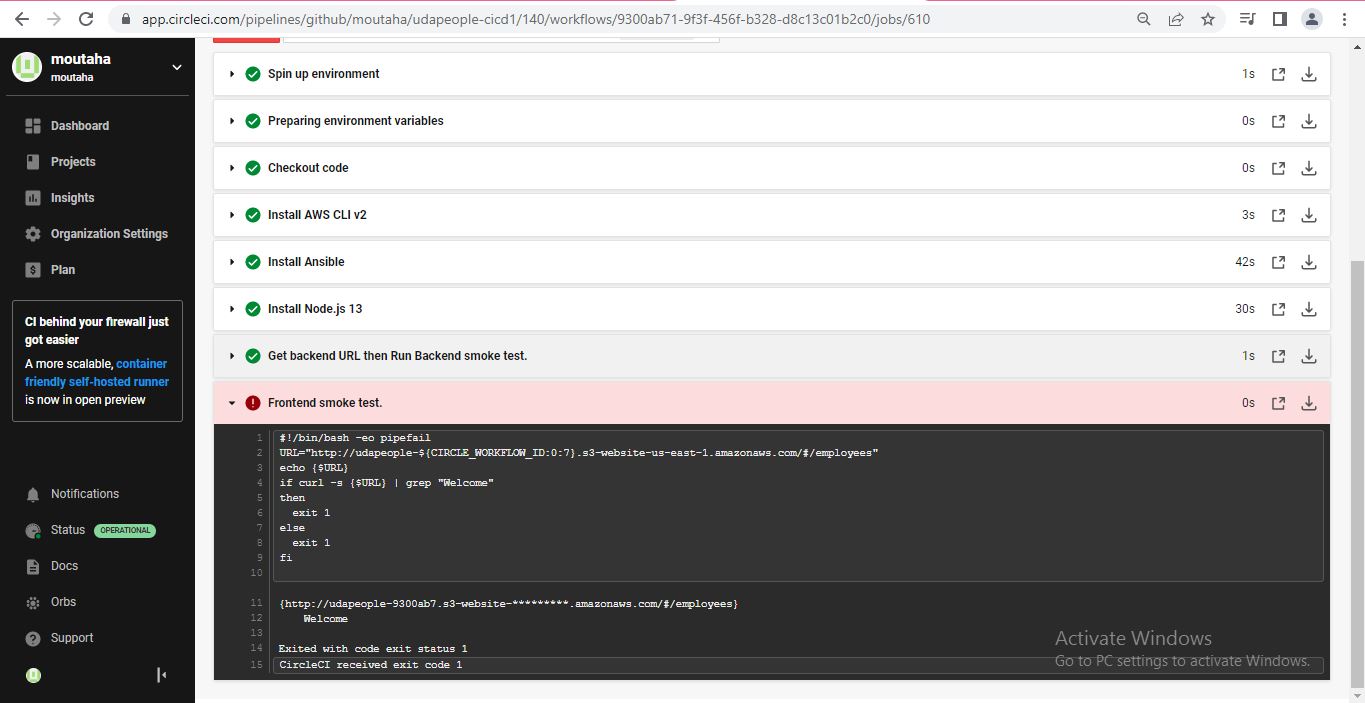 app.circleci.com/pipelines/github/moutaha/udapeople-cicd1/140/workflows/9300ab71-9f3f-456f-b328-d8c13c01b2c0/jobs/610
moutaha
moutaha
Dashboard
Projects
Insights
Organization Settings
Plan
CI behind your firewall just
got easier
A more scalable, container
friendly self-hosted runner
is now in open preview
Notifications
Status OPERATIONAL
Docs
Orbs
Support
Spin up environment 1s
Preparing environment variables 0s
Checkout code 0s
Install AWS CLI v2 3s
Install Ansible 42s
Install Node.js 13 30s
Get backend URL then Run Backend smoke test. 1s
Frontend smoke test. 0s
1 #!/bin/bash -eo pipefail
2 URL="http://udapeople-${CIRCLE_WORKFLOW_ID:0:7}.s3-website-us-east-1.amazonaws.com/#/employees"
3 echo {$URL}
4 if curl -s {$URL} | grep "Welcome"
5 then
6 exit 1
7 else
8 exit 1
9 fi
10
11 {http://udapeople-9300ab7.s3-website-*********.amazonaws.com/#/employees}
12 Welcome
13
14 Exited with code exit status 1
15 CircleCI received exit code 1
Activate Windows
Go to PC settings to activate Windows.